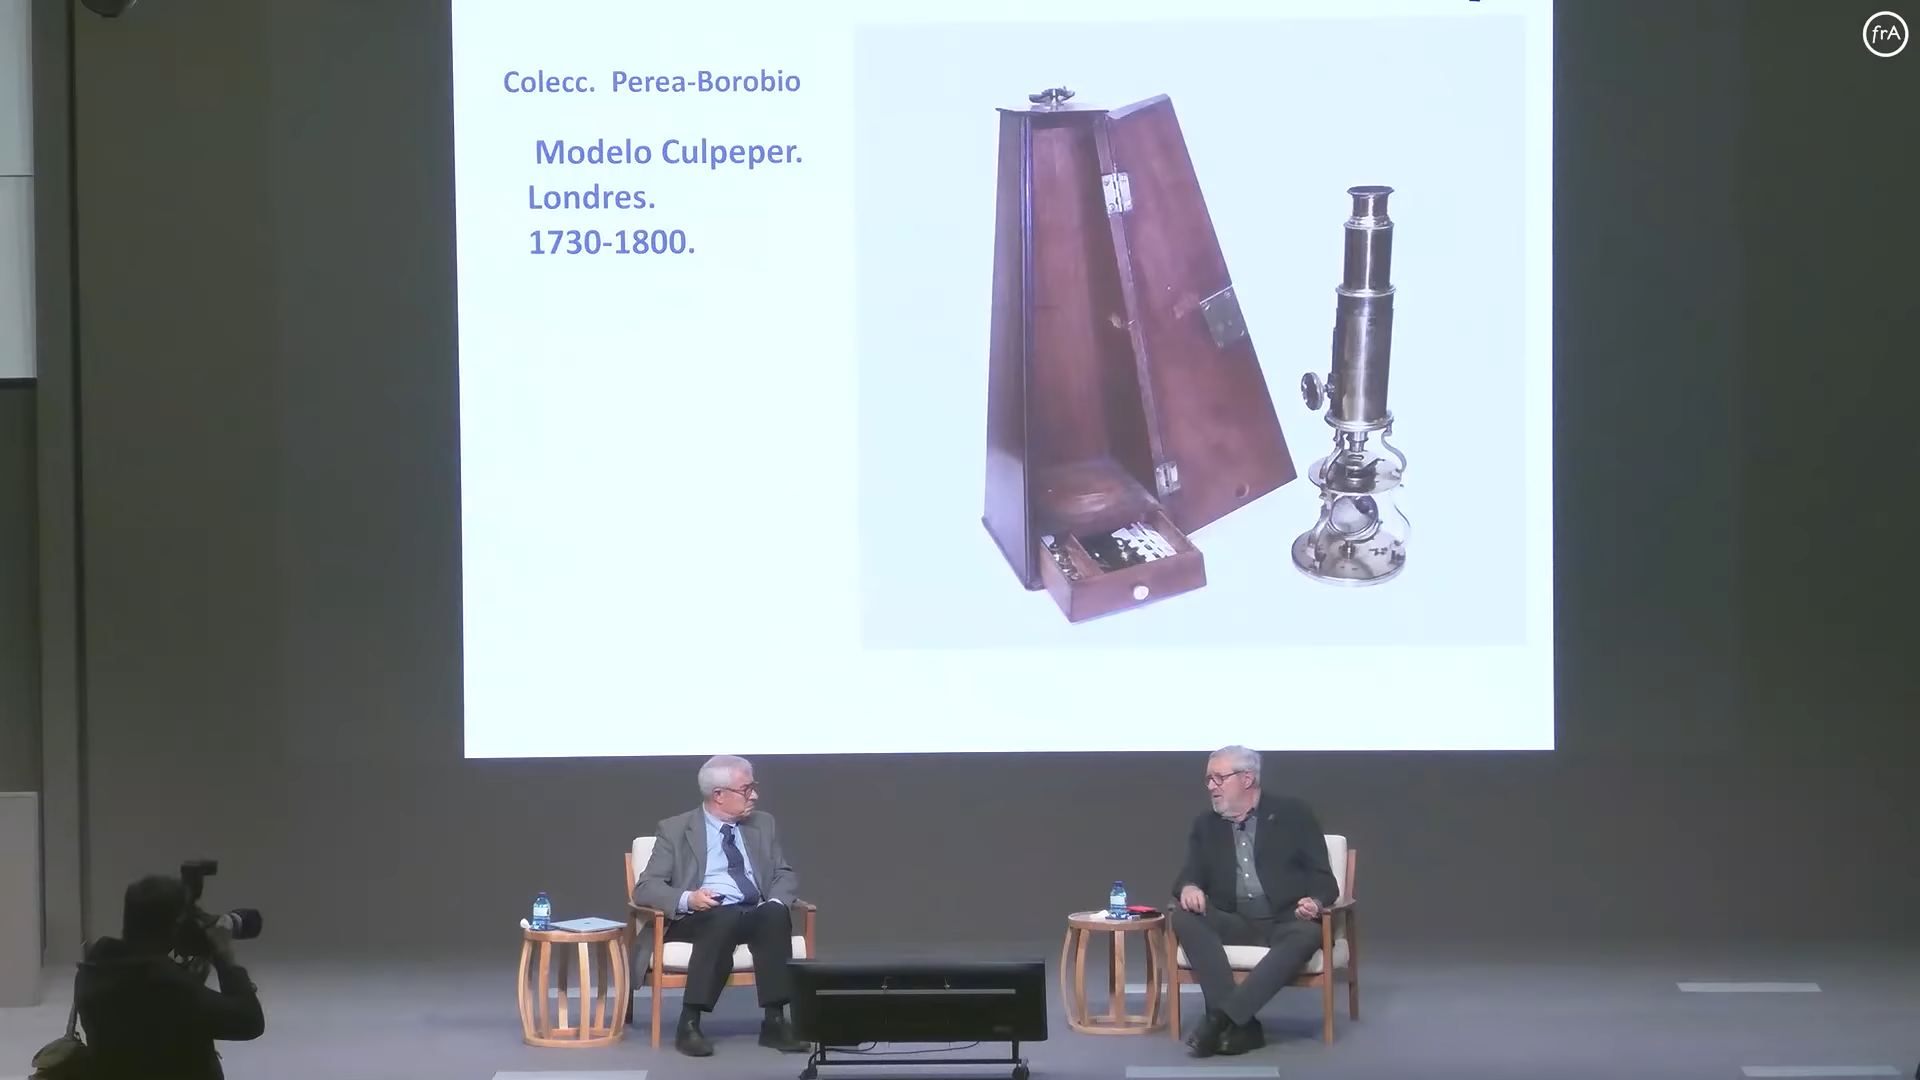 Colecc. Perea-Borobio
Modelo Culpeper.
Londres.
1730-1800.
frA